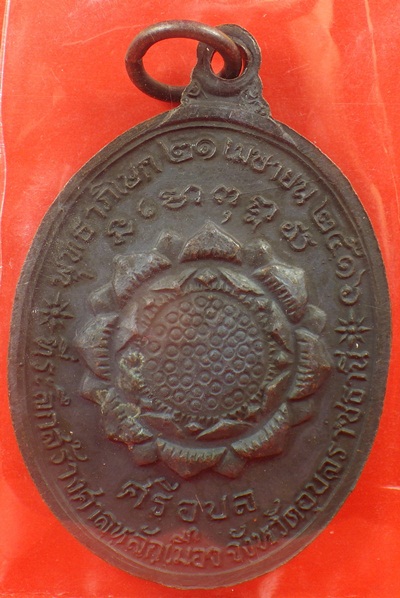 พุทธาภิเษก ๒๑ เมษายน ๒๕๑๖
ศรีอุบล
ที่ระลึกสร้างศาลหลักเมือง จังหวัดอุบลราชธานี